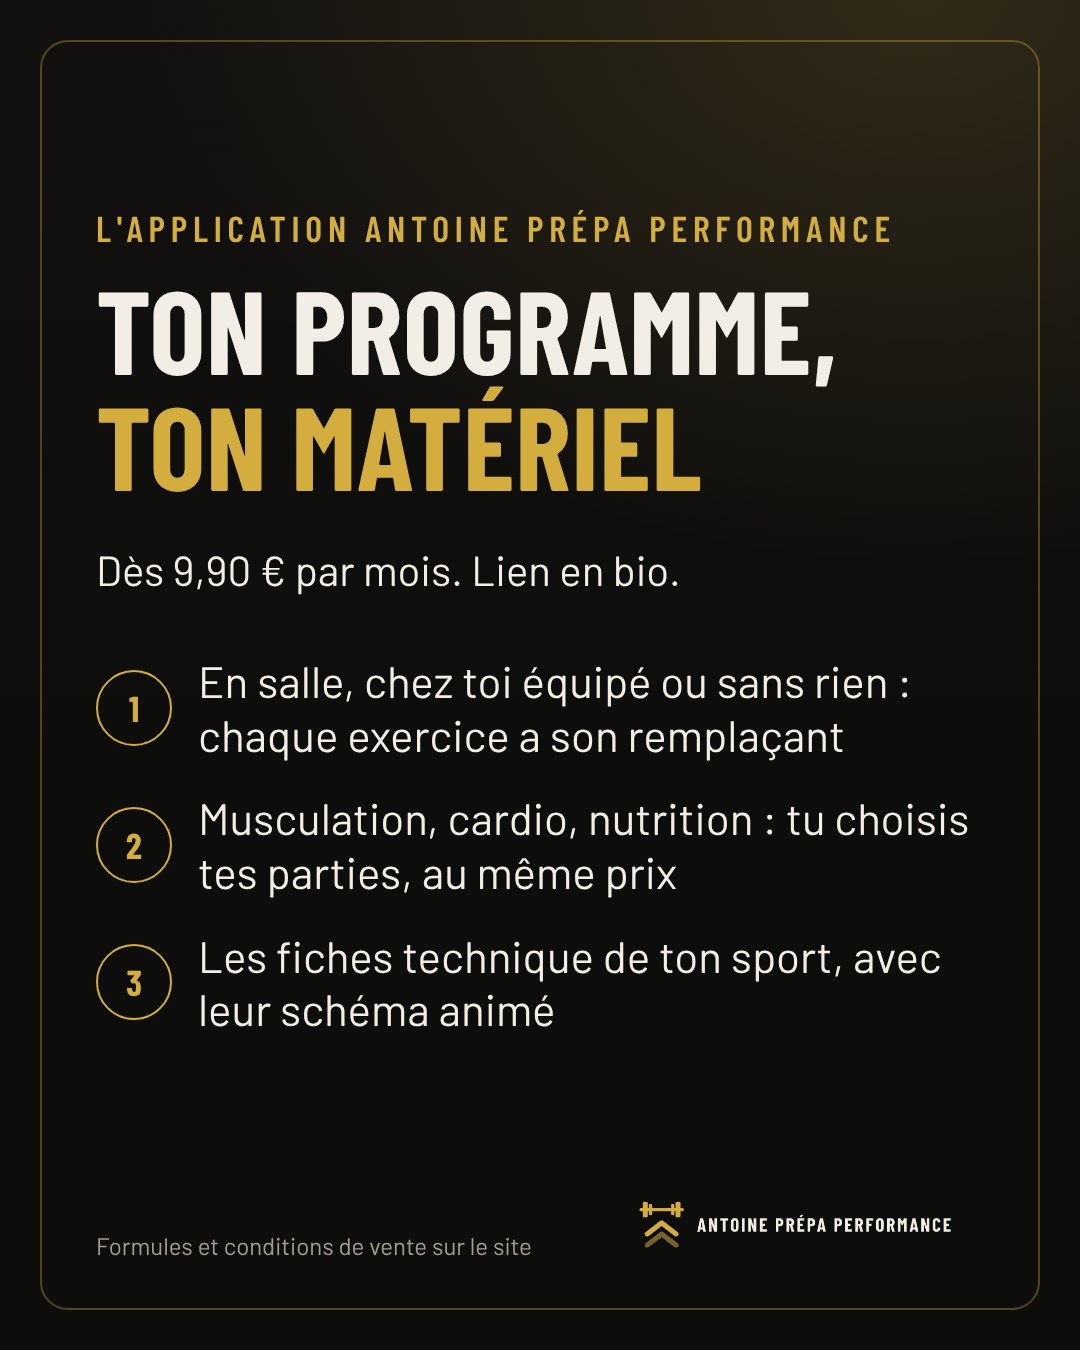 L'APPLICATION ANTOINE PRÉPA PERFORMANCE
TON PROGRAMME,
TON MATÉRIEL
Dès 9,90 € par mois. Lien en bio.
1
En salle, chez toi équipé ou sans rien :
chaque exercice a son remplaçant
2
Musculation, cardio, nutrition : tu choisis
tes parties, au même prix
3
Les fiches technique de ton sport, avec
leur schéma animé
Formules et conditions de vente sur le site
ANTOINE PRÉPA PERFORMANCE